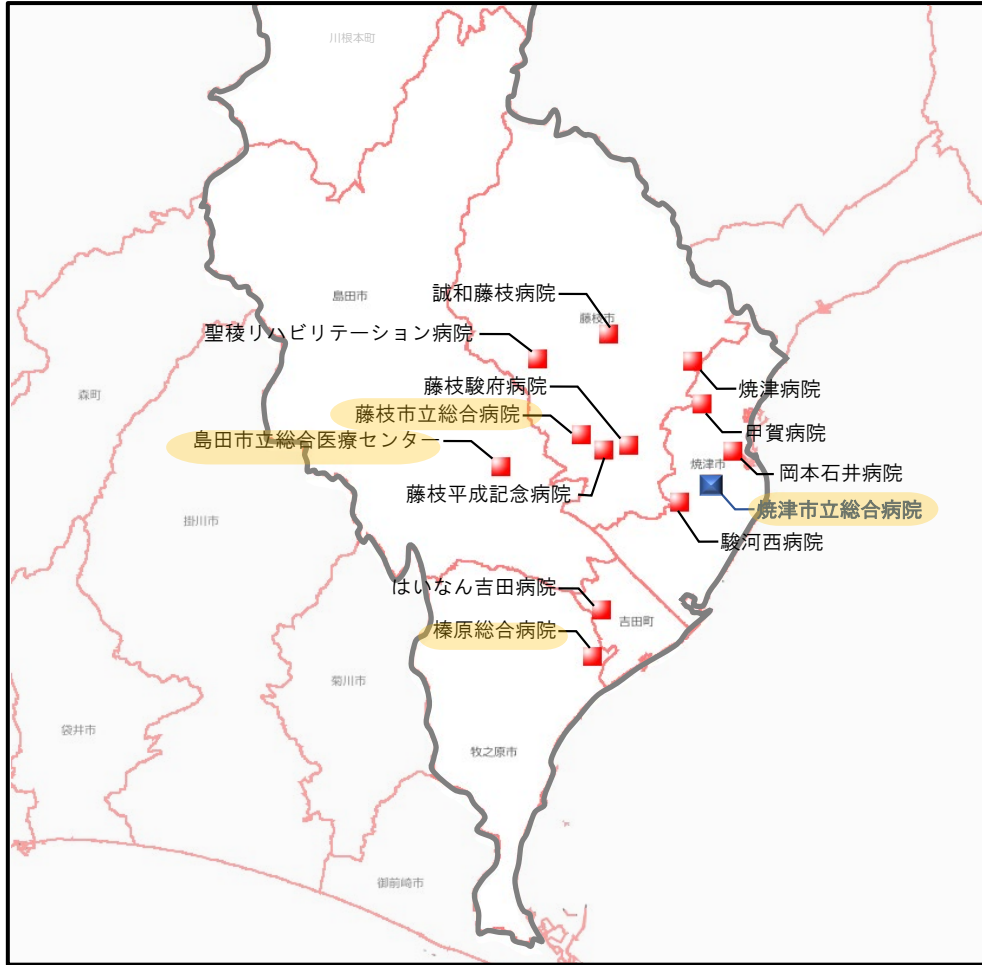 川根本町
島田市
誠和藤枝病院
藤枝市
聖稜リハビリテーション病院
森町
藤枝駿府病院
焼津病院
藤枝市立総合病院
甲賀病院
島田市立総合医療センター
焼津市
岡本石井病院
藤枝平成記念病院
焼津市立総合病院
掛川市
駿河西病院
はいなん吉田病院
吉田町
榛原総合病院
菊川市
袋井市
牧之原市
御前崎市